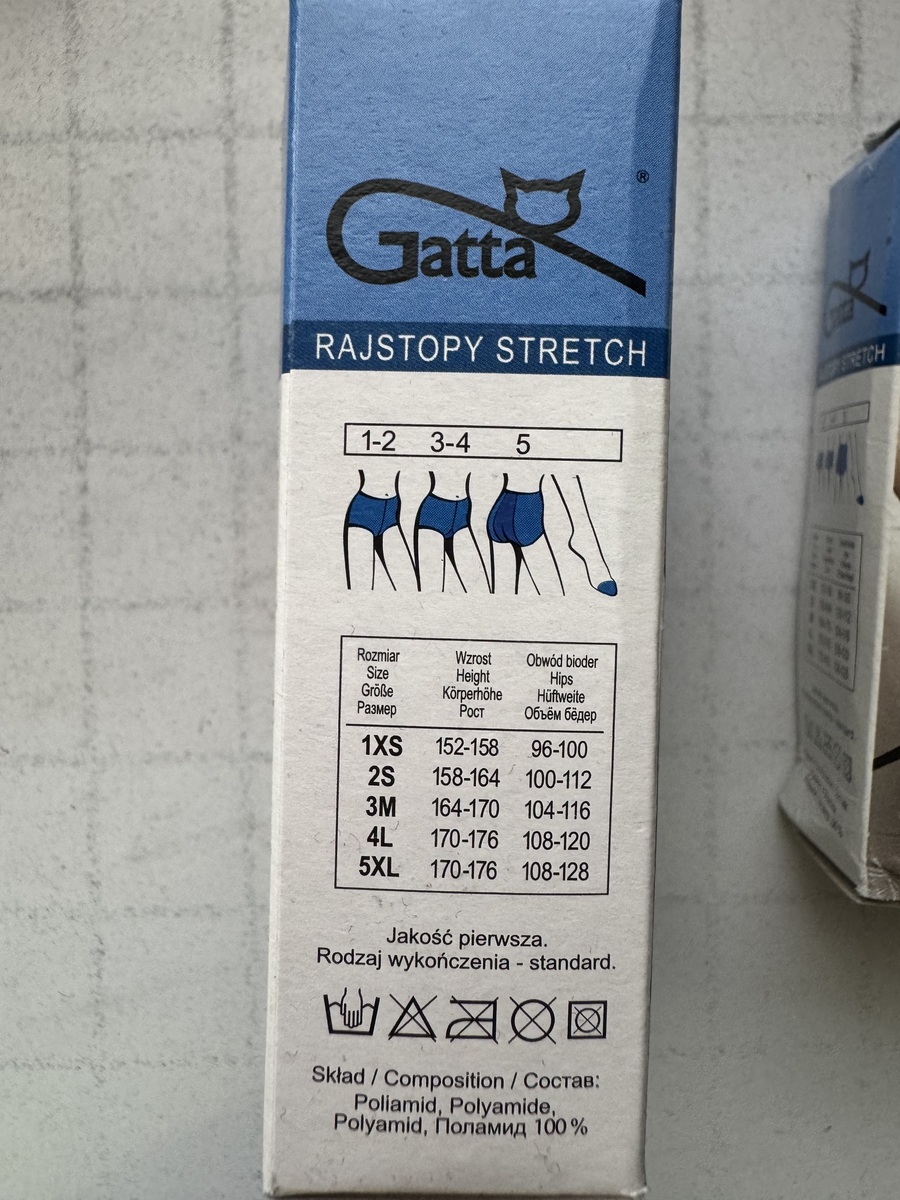 Gatta ®
RAJSTOPY STRETCH
1-2 3-4 5
Rozmiar Wzrost Obwód bioder
Size Height Hips
Größe Körperhöhe Hüftweite
Размер Рост Объём бёдер
1XS 152-158 96-100
2S 158-164 100-112
3M 164-170 104-116
4L 170-176 108-120
5XL 170-176 108-128
Jakość pierwsza.
Rodzaj wykończenia - standard.
Skład / Composition / Состав:
Poliamid, Polyamide,
Polyamid, Поламид 100 %
Gatta
STRETCH